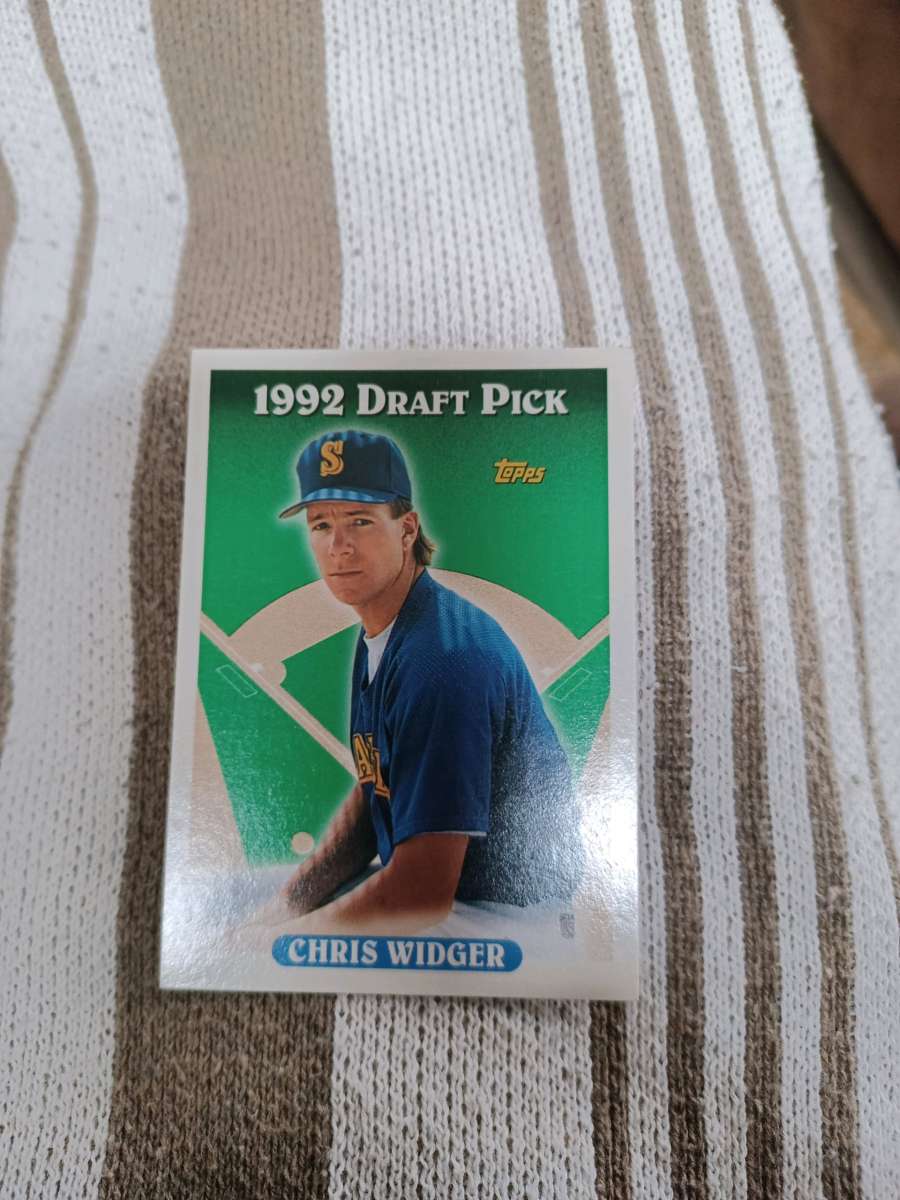 1992 DRAFT PICK
S
topps
CHRIS WIDGER